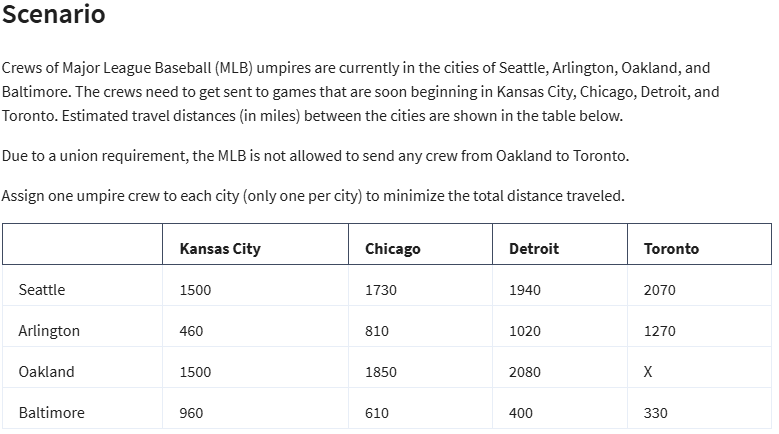 Scenario
Crews of Major League Baseball (MLB) umpires are currently in the cities of Seattle, Arlington, Oakland, and
Baltimore. The crews need to get sent to games that are soon beginning in Kansas City, Chicago, Detroit, and
Toronto. Estimated travel distances (in miles) between the cities are shown in the table below.
Due to a union requirement, the MLB is not allowed to send any crew from Oakland to Toronto.
Assign one umpire crew to each city (only one per city) to minimize the total distance traveled.
Kansas City Chicago Detroit Toronto
Seattle 1500 1730 1940 2070
Arlington 460 810 1020 1270
Oakland 1500 1850 2080 X
Baltimore 960 610 400 330